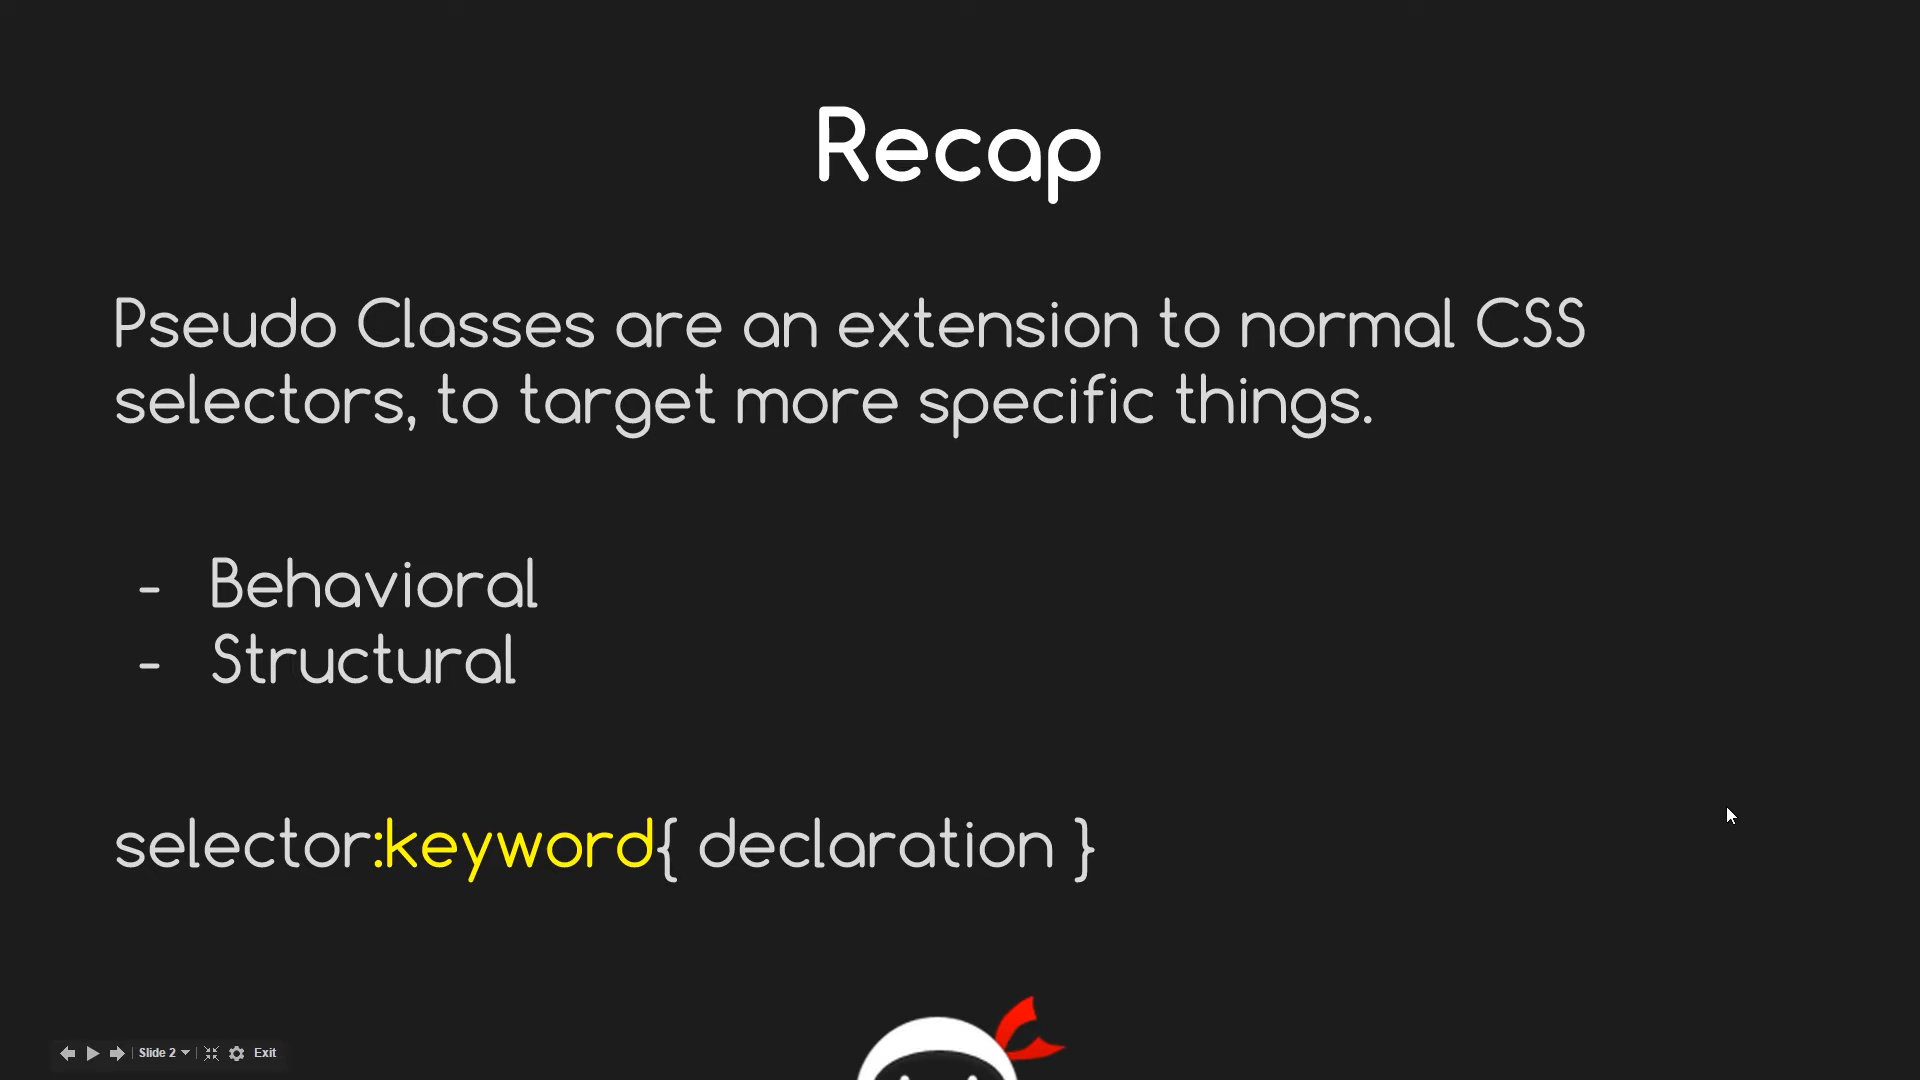 Recap
Pseudo Classes are an extension to normal CSS
selectors, to target more specific things.
- Behavioral
- Structural
selector:keyword{ declaration }
Slide 2
Exit